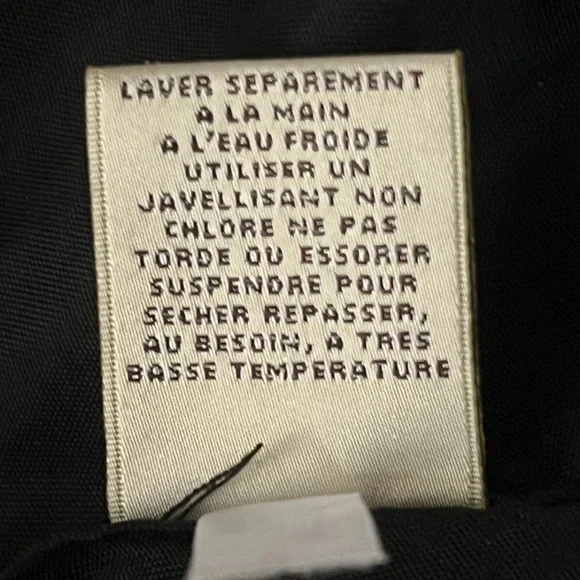 LAVER SEPAREMENT
A LA MAIN
A L'EAU FROIDE
UTILISER UN
JAVELLISANT NON
CHLORE NE PAS
TORDE OU ESSORER
SUSPENDRE POUR
SECHER REPASSER,
AU BESOIN, A TRES
BASSE TEMPERATURE